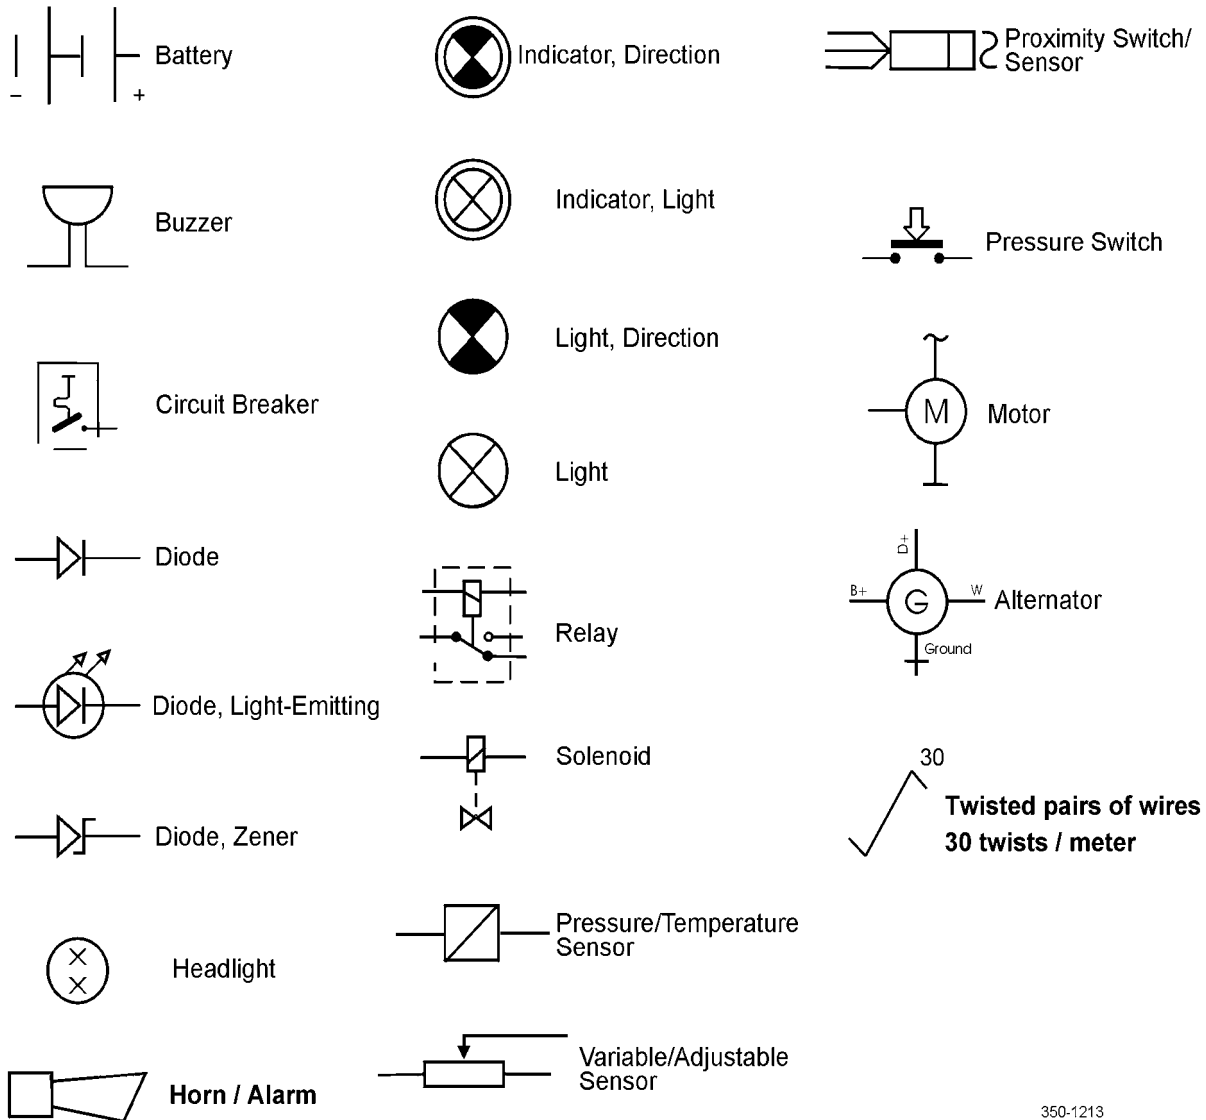 Battery
–
+
Buzzer
Circuit Breaker
Diode
Diode, Light-Emitting
Diode, Zener
Headlight
Horn / Alarm
Indicator, Direction
Indicator, Light
Light, Direction
Light
Relay
Solenoid
Pressure/Temperature
Sensor
Variable/Adjustable
Sensor
Proximity Switch/
Sensor
Pressure Switch
M
Motor
D+
B+
G
W
Alternator
Ground
30
Twisted pairs of wires
30 twists / meter
350-1213